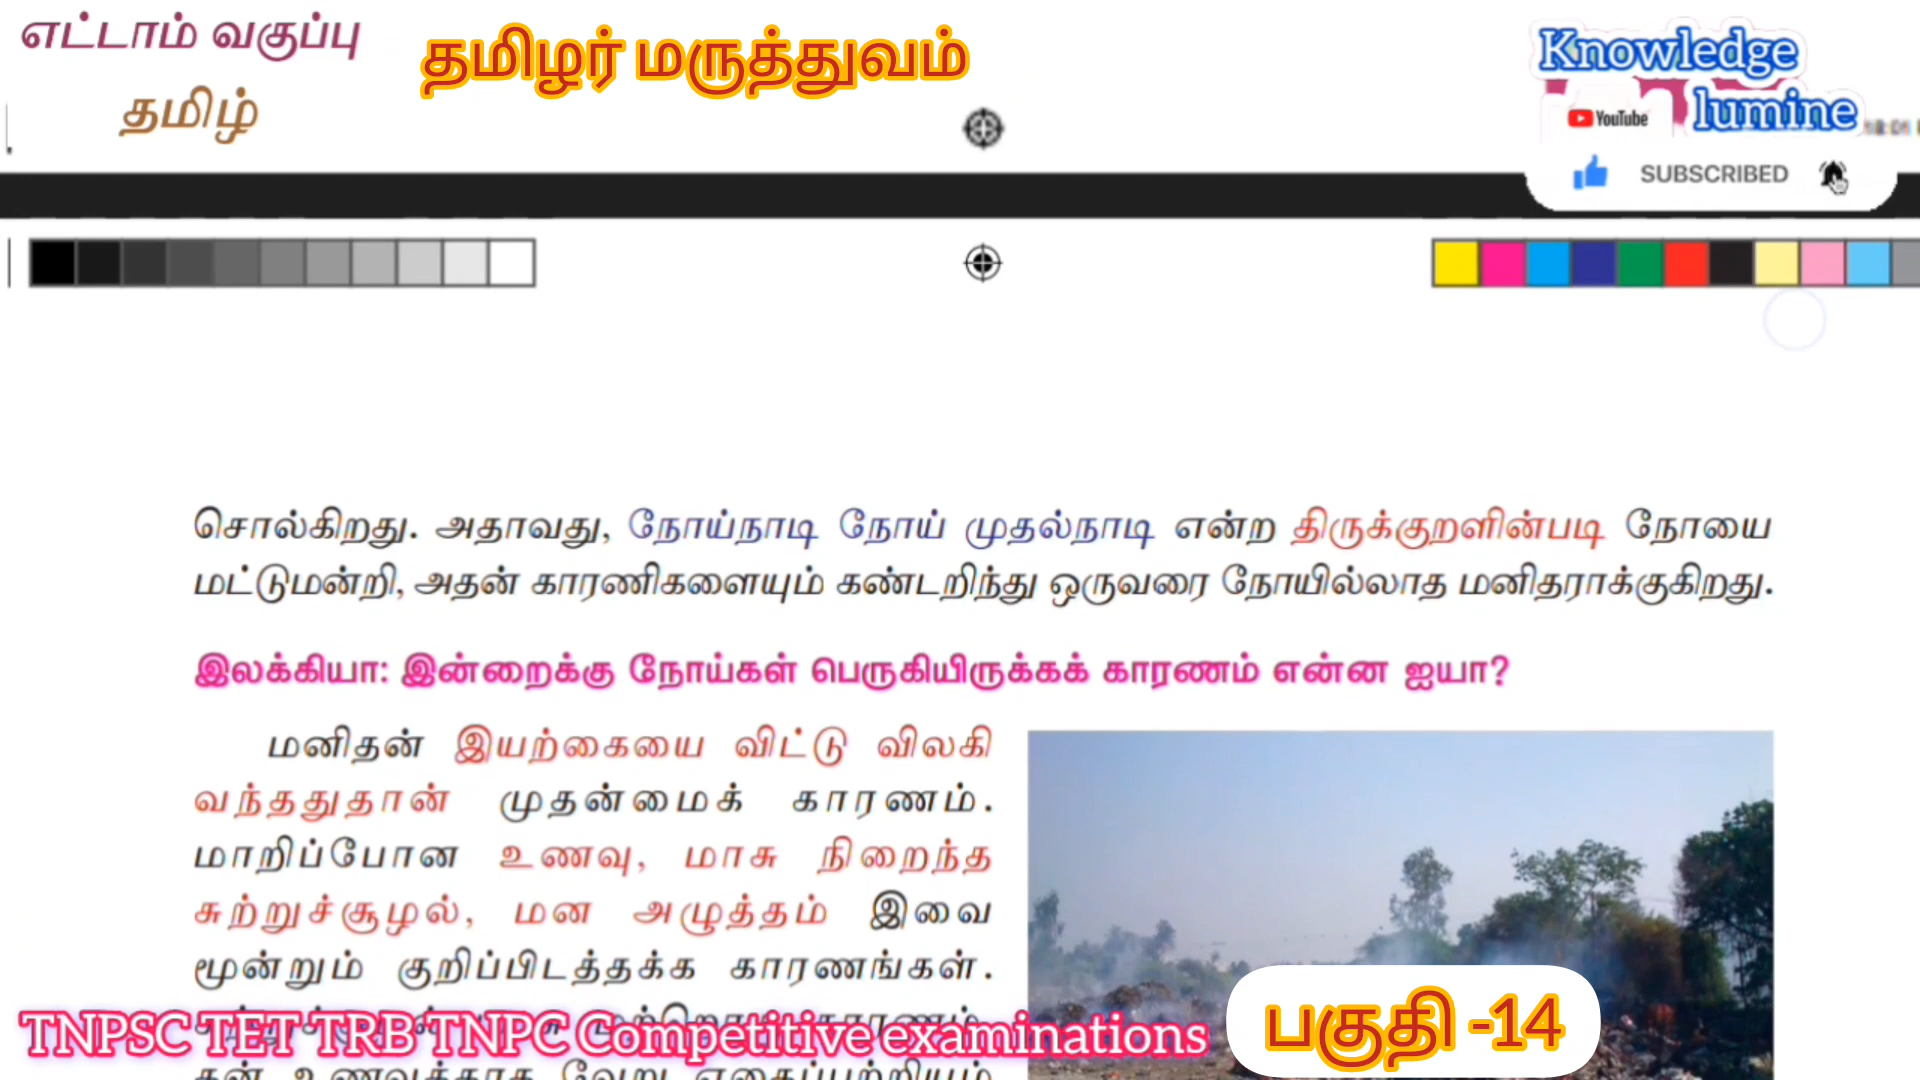 எட்டாம் வகுப்பு
தமிழ்
தமிழர் மருத்துவம்
Knowledge
lumine
YouTube
SUBSCRIBED
சொல்கிறது. அதாவது, நோய்நாடி நோய் முதல்நாடி என்ற திருக்குறளின்படி நோயை
மட்டுமன்றி, அதன் காரணிகளையும் கண்டறிந்து ஒருவரை நோயில்லாத மனிதராக்குகிறது.
இலக்கியா: இன்றைக்கு நோய்கள் பெருகியிருக்கக் காரணம் என்ன ஐயா?
மனிதன் இயற்கையை விட்டு விலகி
வந்ததுதான் முதன்மைக் காரணம்.
மாறிப்போன உணவு, மாசு நிறைந்த
சுற்றுச்சூழல், மன அழுத்தம் இவை
மூன்றும் குறிப்பிடத்தக்க காரணங்கள்.
TNPSC TET TRB TNPC Competitive examinations
பகுதி -14